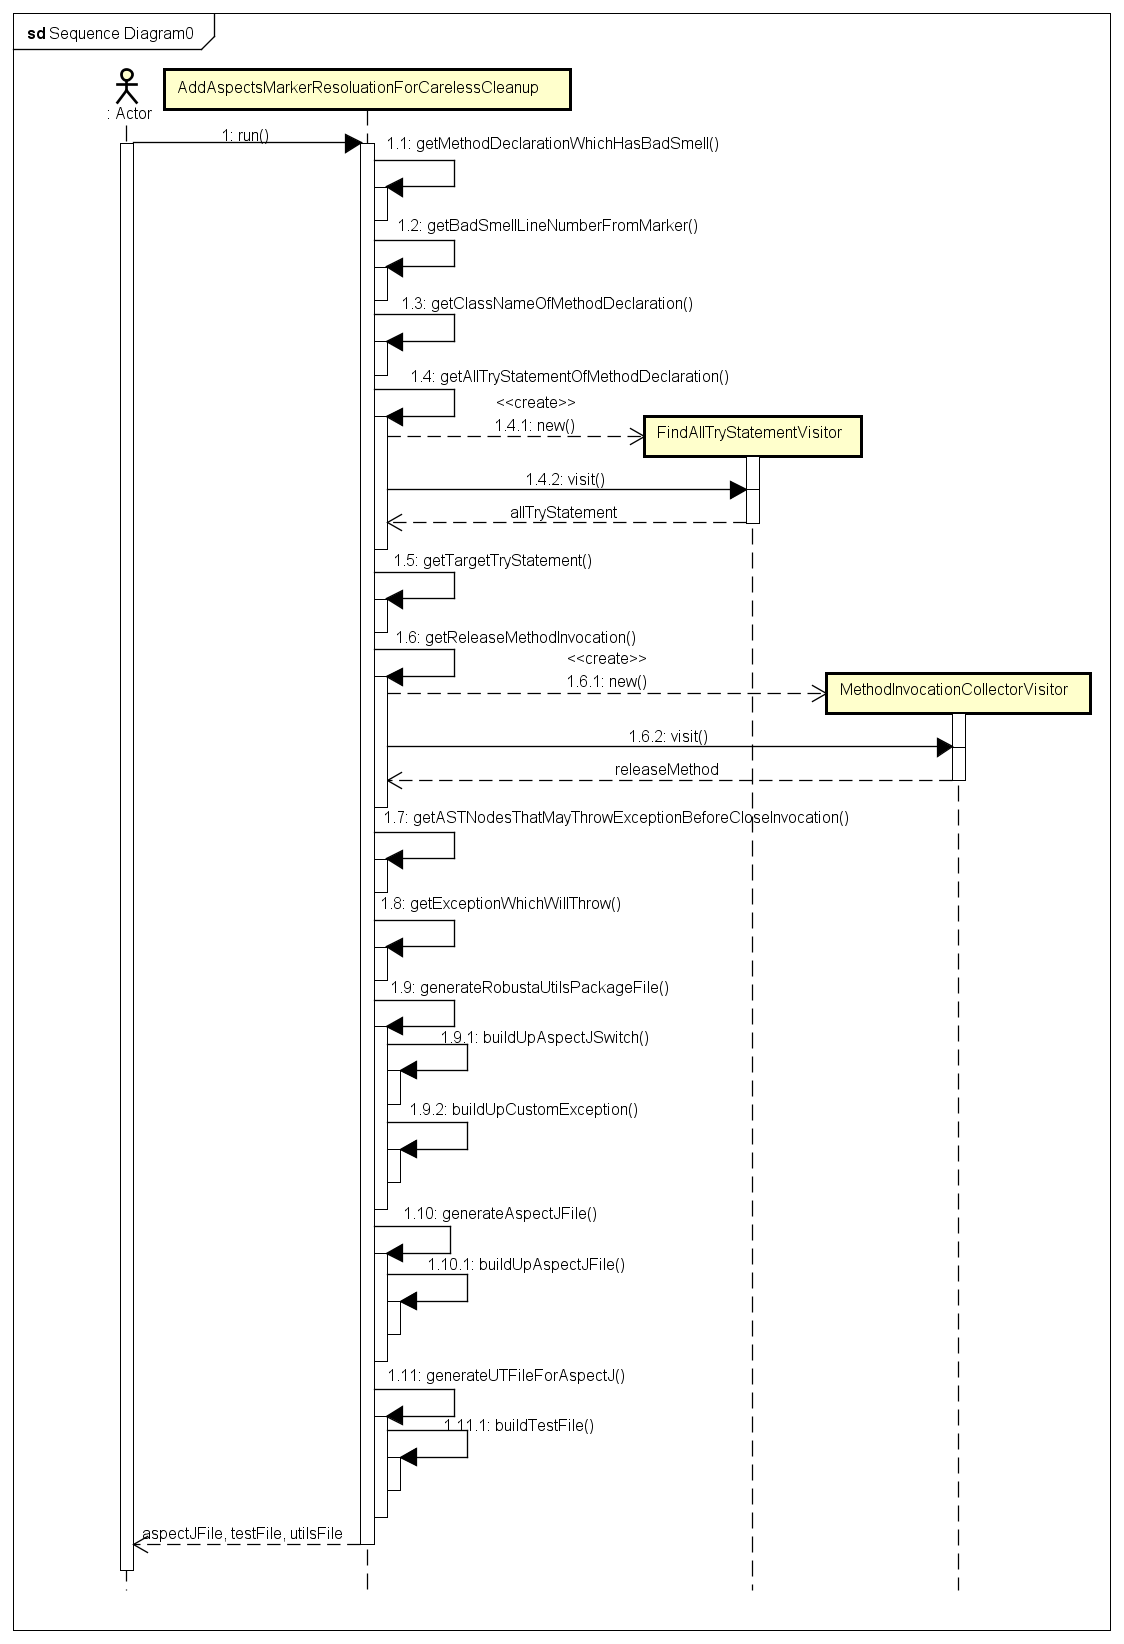 sd Sequence Diagram0
: Actor
AddAspectsMarkerResoluationForCarelessCleanup
1: run()
1.1: getMethodDeclarationWhichHasBadSmell()
1.2: getBadSmellLineNumberFromMarker()
1.3: getClassNameOfMethodDeclaration()
1.4: getAllTryStatementOfMethodDeclaration()
<<create>>
1.4.1: new()
FindAllTryStatementVisitor
1.4.2: visit()
allTryStatement
1.5: getTargetTryStatement()
1.6: getReleaseMethodInvocation()
<<create>>
1.6.1: new()
MethodInvocationCollectorVisitor
1.6.2: visit()
releaseMethod
1.7: getASTNodesThatMayThrowExceptionBeforeCloseInvocation()
1.8: getExceptionWhichWillThrow()
1.9: generateRobustaUtilsPackageFile()
1.9.1: buildUpAspectJSwitch()
1.9.2: buildUpCustomException()
1.10: generateAspectJFile()
1.10.1: buildUpAspectJFile()
1.11: generateUTFileForAspectJ()
1.11.1: buildTestFile()
aspectJFile, testFile, utilsFile